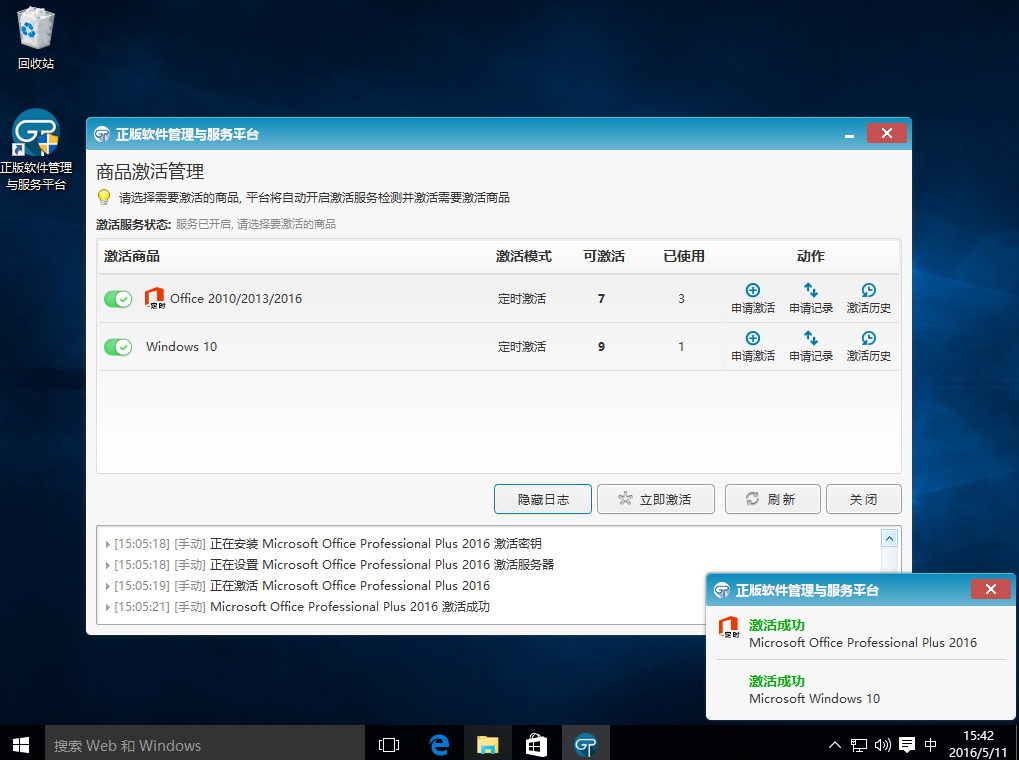 回收站
正版软件管理
与服务平台
正版软件管理与服务平台
商品激活管理
请选择需要激活的商品, 平台将自动开启激活服务检测并激活需要激活商品
激活服务状态: 服务已开启, 请选择要激活的商品
激活商品 激活模式 可激活 已使用 动作
定时 Office 2010/2013/2016 定时激活 7 3 申请激活 申请记录 激活历史
Windows 10 定时激活 9 1 申请激活 申请记录 激活历史
隐藏日志 立即激活 刷 新 关 闭
[15:05:18] [手动] 正在安装 Microsoft Office Professional Plus 2016 激活密钥
[15:05:18] [手动] 正在设置 Microsoft Office Professional Plus 2016 激活服务器
[15:05:19] [手动] 正在激活 Microsoft Office Professional Plus 2016
[15:05:21] [手动] Microsoft Office Professional Plus 2016 激活成功
正版软件管理与服务平台
定时 激活成功
Microsoft Office Professional Plus 2016
激活成功
Microsoft Windows 10
搜索 Web 和 Windows
中
15:42
2016/5/11